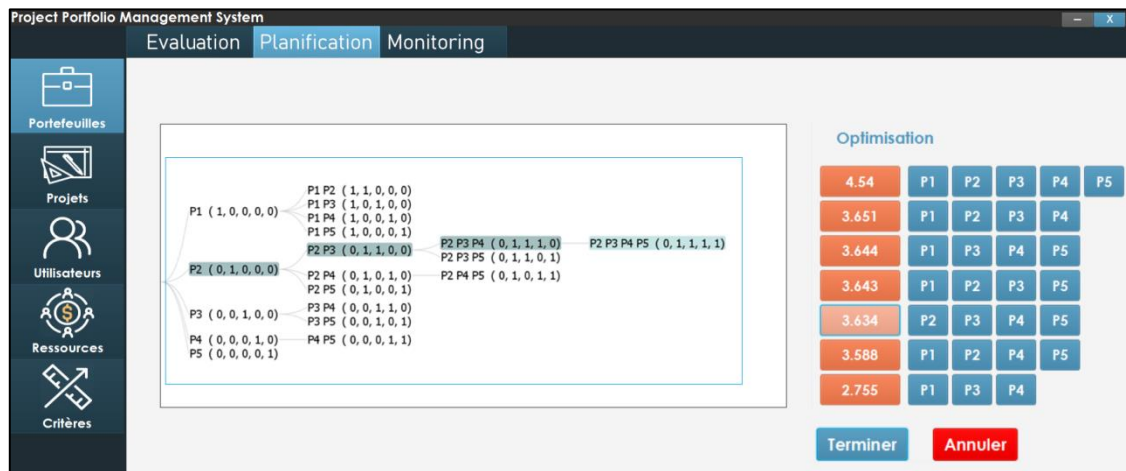 Project Portfolio Management System
– X
Evaluation Planification Monitoring
Portefeuilles
Projets
Utilisateurs
$
Ressources
Critères
P1 ( 1, 0, 0, 0, 0)
P1 P2 ( 1, 1, 0, 0, 0)
P1 P3 ( 1, 0, 1, 0, 0)
P1 P4 ( 1, 0, 0, 1, 0)
P1 P5 ( 1, 0, 0, 0, 1)
P2 ( 0, 1, 0, 0, 0)
P2 P3 ( 0, 1, 1, 0, 0)
P2 P3 P4 ( 0, 1, 1, 1, 0)
P2 P3 P4 P5 ( 0, 1, 1, 1, 1)
P2 P3 P5 ( 0, 1, 1, 0, 1)
P2 P4 ( 0, 1, 0, 1, 0)
P2 P4 P5 ( 0, 1, 0, 1, 1)
P2 P5 ( 0, 1, 0, 0, 1)
P3 ( 0, 0, 1, 0, 0)
P3 P4 ( 0, 0, 1, 1, 0)
P3 P5 ( 0, 0, 1, 0, 1)
P4 ( 0, 0, 0, 1, 0)
P4 P5 ( 0, 0, 0, 1, 1)
P5 ( 0, 0, 0, 0, 1)
Optimisation
4.54 P1 P2 P3 P4 P5
3.651 P1 P2 P3 P4
3.644 P1 P3 P4 P5
3.643 P1 P2 P3 P5
3.634 P2 P3 P4 P5
3.588 P1 P2 P4 P5
2.755 P1 P3 P4
Terminer Annuler